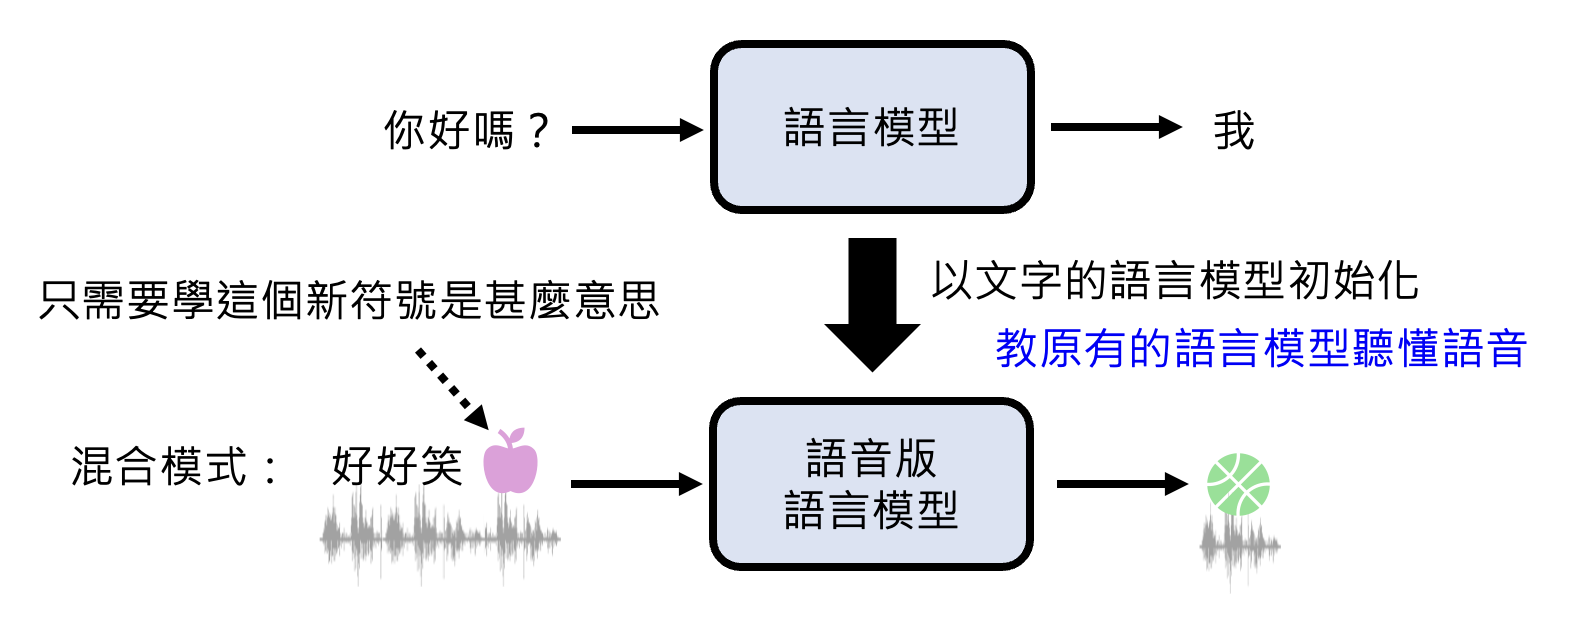 你好嗎？
語言模型
我
以文字的語言模型初始化
只需要學這個新符號是甚麼意思
教原有的語言模型聽懂語音
混合模式：
好好笑
語音版
語言模型